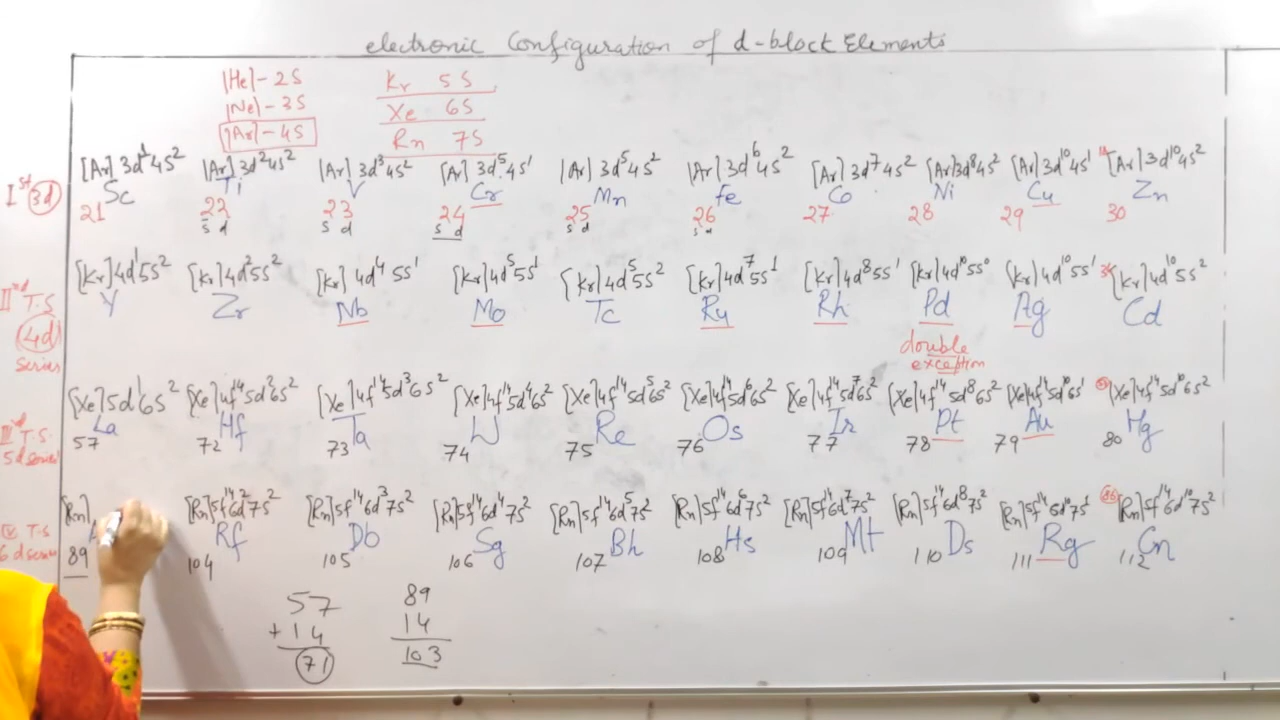 electronic Configuration of d-block Elements
[He]-2S Kr 5S
[Ne]-3S Xe 6S
[Ar]-4S Rn 7S
[Ar]3d¹4S² [Ar]3d²4S² [Ar]3d³4S² [Ar]3d⁵4S¹ [Ar]3d⁵4S² [Ar]3d⁶4S² [Ar]3d⁷4S² [Ar]3d⁸4S² [Ar]3d¹⁰4S¹ 18 [Ar]3d¹⁰4S²
Iˢᵗ 3d Sc Ti V Cr Mn Fe Co Ni Cu Zn
21 22 23 24 25 26 27 28 29 30
s d s d s d s d s d
[Kr]4d¹5S² [Kr]4d²5S² [Kr]4d⁴5S¹ [Kr]4d⁵5S¹ [Kr]4d⁵5S² [Kr]4d⁷5S¹ [Kr]4d⁸5S¹ [Kr]4d¹⁰5S⁰ [Kr]4d¹⁰5S¹ 36 [Kr]4d¹⁰5S²
IIⁿᵈ T.S Y Zr Nb Mo Tc Ru Rh Pd Ag Cd
4d
series
double
exception
[Xe]5d¹6S² [Xe]4f¹⁴5d²6S² [Xe]4f¹⁴5d³6S² [Xe]4f¹⁴5d⁴6S² [Xe]4f¹⁴5d⁵6S² [Xe]4f¹⁴5d⁶6S² [Xe]4f¹⁴5d⁷6S² [Xe]4f¹⁴5d⁸6S² [Xe]4f¹⁴5d¹⁰6S¹ [Xe]4f¹⁴5d¹⁰6S²
T.S. La Hf Ta W Re Os Ir Pt Au Hg
5d series 57 72 73 74 75 76 77 78 79 80
[Rn] [Rn]5f¹⁴6d²7S² [Rn]5f¹⁴6d³7S² [Rn]5f¹⁴6d⁴7S² [Rn]5f¹⁴6d⁵7S² [Rn]5f¹⁴6d⁶7S² [Rn]5f¹⁴6d⁷7S² [Rn]5f¹⁴6d⁸7S² [Rn]5f¹⁴6d¹⁰7S¹ 86 [Rn]5f¹⁴6d¹⁰7S²
T.S Rf Db Sg Bh Hs Mt Ds Rg Cn
6d series 89 104 105 106 107 108 109 110 111 112
57 89
+14 14
71 103